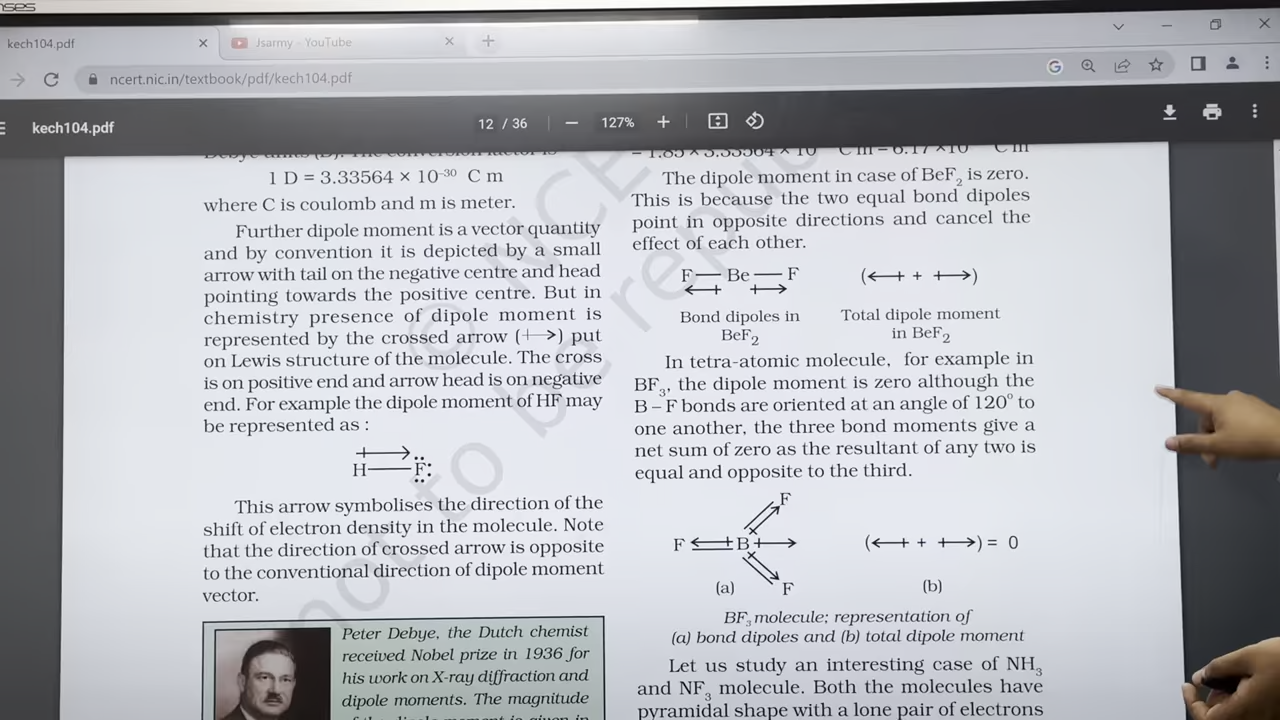 kech104.pdf
Jsarmy - YouTube
ncert.nic.in/textbook/pdf/kech104.pdf
kech104.pdf
12 / 36
127%
1 D = 3.33564 × 10⁻³⁰ C m
where C is coulomb and m is meter.
Further dipole moment is a vector quantity
and by convention it is depicted by a small
arrow with tail on the negative centre and head
pointing towards the positive centre. But in
chemistry presence of dipole moment is
represented by the crossed arrow (+→) put
on Lewis structure of the molecule. The cross
is on positive end and arrow head is on negative
end. For example the dipole moment of HF may
be represented as :
H—F
This arrow symbolises the direction of the
shift of electron density in the molecule. Note
that the direction of crossed arrow is opposite
to the conventional direction of dipole moment
vector.
Peter Debye, the Dutch chemist
received Nobel prize in 1936 for
his work on X-ray diffraction and
dipole moments. The magnitude
= 1.85 × 3.33564 × 10 C m = 6.17 ×10 C m
The dipole moment in case of BeF₂ is zero.
This is because the two equal bond dipoles
point in opposite directions and cancel the
effect of each other.
F — Be — F (←+ + +→)
Bond dipoles in BeF₂
Total dipole moment in BeF₂
In tetra-atomic molecule, for example in
BF₃, the dipole moment is zero although the
B – F bonds are oriented at an angle of 120° to
one another, the three bond moments give a
net sum of zero as the resultant of any two is
equal and opposite to the third.
F
F B (←+ + +→) = 0
F
(a) (b)
BF₃ molecule; representation of
(a) bond dipoles and (b) total dipole moment
Let us study an interesting case of NH₃
and NF₃ molecule. Both the molecules have
pyramidal shape with a lone pair of electrons